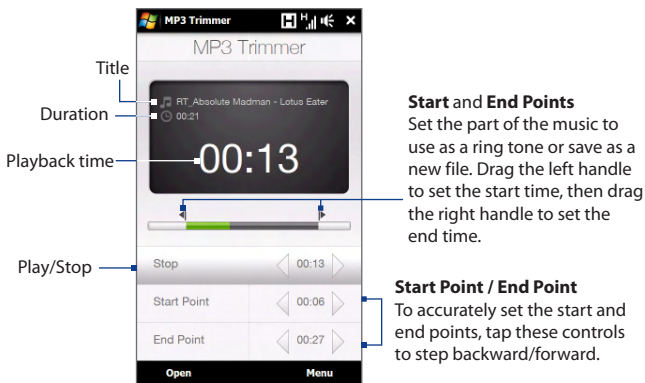 MP3 Trimmer
H
H
MP3 Trimmer
Title
RT_Absolute Madman - Lotus Eater
Duration
00:21
Playback time
00:13
Start and End Points
Set the part of the music to
use as a ring tone or save as a
new file. Drag the left handle
to set the start time, then drag
the right handle to set the
end time.
Play/Stop
Stop
00:13
Start Point
00:06
End Point
00:27
Start Point / End Point
To accurately set the start and
end points, tap these controls
to step backward/forward.
Open
Menu